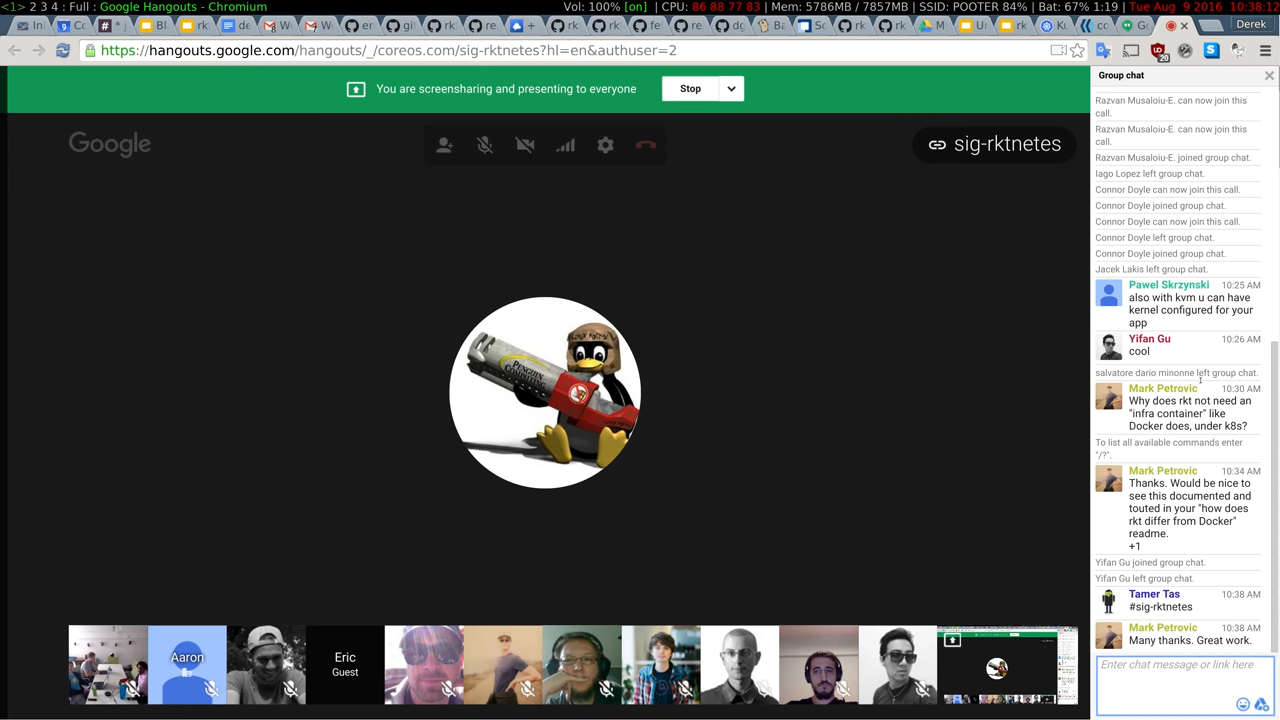 <1> 2 3 4 : Full : Google Hangouts - Chromium
Vol: 100% [on] | CPU: 86 88 77 83 | Mem: 5786MB / 7857MB | SSID: POOTER 84% | Bat: 67% 1:19 | Tue Aug 9 2016 10:38:12
Derek
https://hangouts.google.com/hangouts/_/coreos.com/sig-rktnetes?hl=en&authuser=2
20
You are screensharing and presenting to everyone
Stop
Google
sig-rktnetes
PENGUIN
COMPUTING
Aaron
Eric
Guest
Group chat
Razvan Musaloiu-E. can now join this
call.
Razvan Musaloiu-E. can now join this
call.
Razvan Musaloiu-E. joined group chat.
Iago Lopez left group chat.
Connor Doyle can now join this call.
Connor Doyle joined group chat.
Connor Doyle can now join this call.
Connor Doyle left group chat.
Connor Doyle joined group chat.
Jacek Lakis left group chat.
Pawel Skrzynski 10:25 AM
also with kvm u can have
kernel configured for your
app
Yifan Gu 10:26 AM
cool
salvatore dario minonne left group chat.
Mark Petrovic 10:30 AM
Why does rkt not need an
"infra container" like
Docker does, under k8s?
To list all available commands enter
"/?".
Mark Petrovic 10:34 AM
Thanks. Would be nice to
see this documented and
touted in your "how does
rkt differ from Docker"
readme.
+1
Yifan Gu joined group chat.
Yifan Gu left group chat.
Tamer Tas 10:38 AM
#sig-rktnetes
Mark Petrovic 10:38 AM
Many thanks. Great work.
Enter chat message or link here